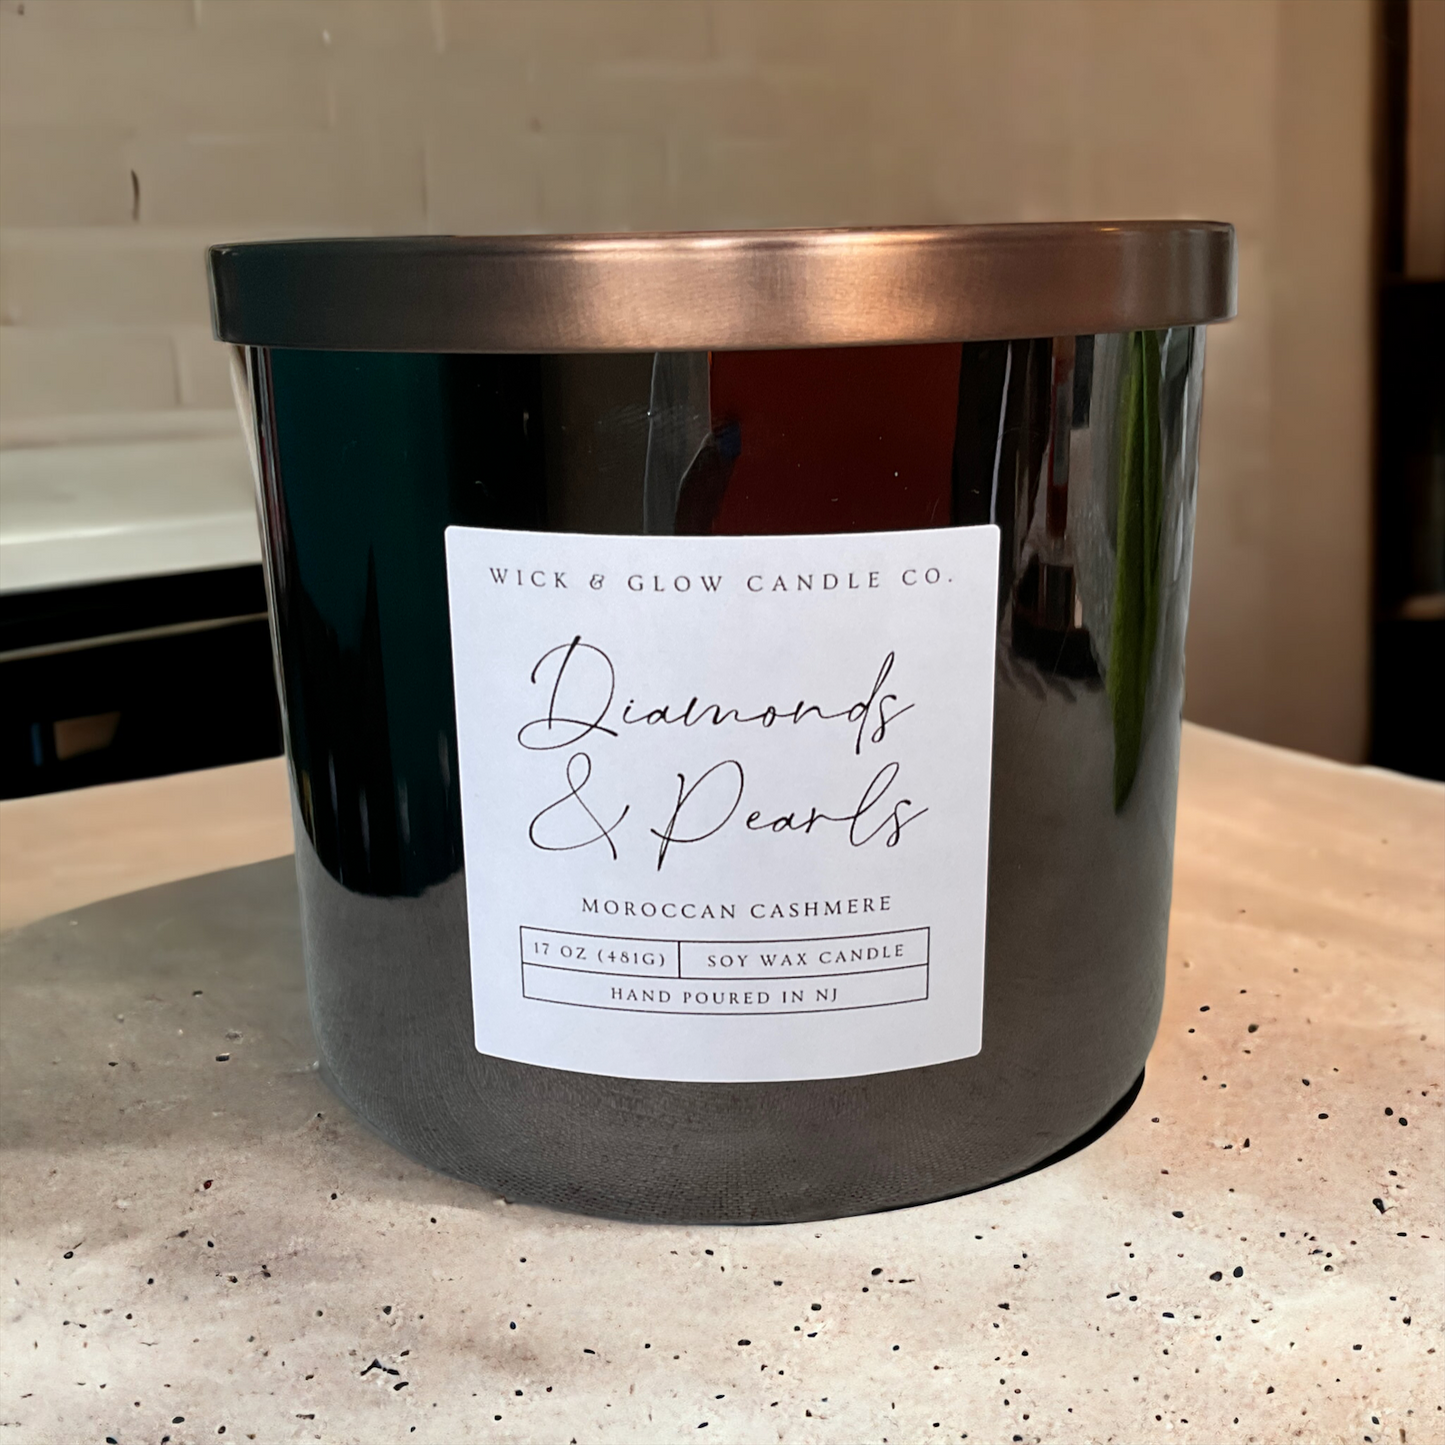 WICK & GLOW CANDLE CO.
Diamonds
& Pearls
MOROCCAN CASHMERE
17 OZ (481G) SOY WAX CANDLE
HAND POURED IN NJ